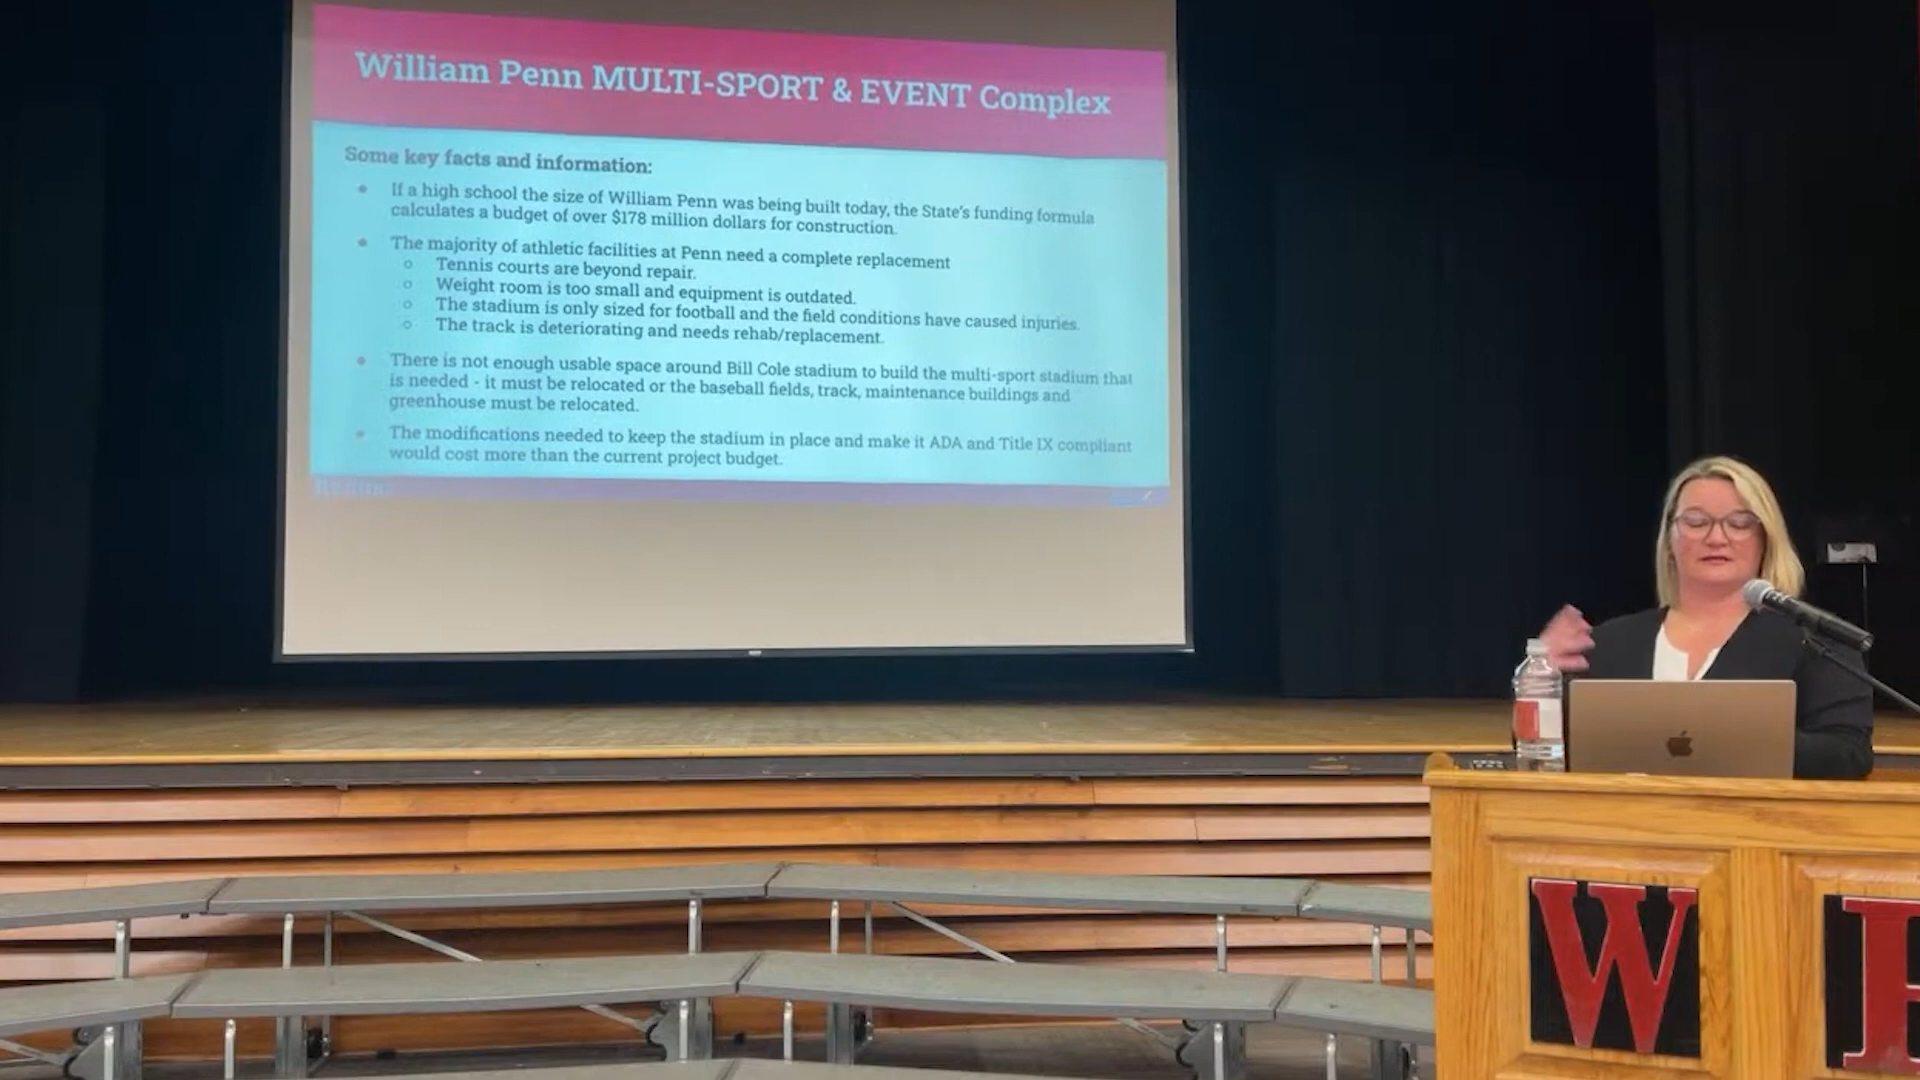 William Penn MULTI-SPORT & EVENT Complex
Some key facts and information:
If a high school the size of William Penn was being built today, the State's funding formula
calculates a budget of over $178 million dollars for construction.
The majority of athletic facilities at Penn need a complete replacement
Tennis courts are beyond repair.
Weight room is too small and equipment is outdated.
The stadium is only sized for football and the field conditions have caused injuries.
The track is deteriorating and needs rehab/replacement.
There is not enough usable space around Bill Cole stadium to build the multi-sport stadium that
is needed - it must be relocated or the baseball fields, track, maintenance buildings and
greenhouse must be relocated.
The modifications needed to keep the stadium in place and make it ADA and Title IX compliant
would cost more than the current project budget.
W